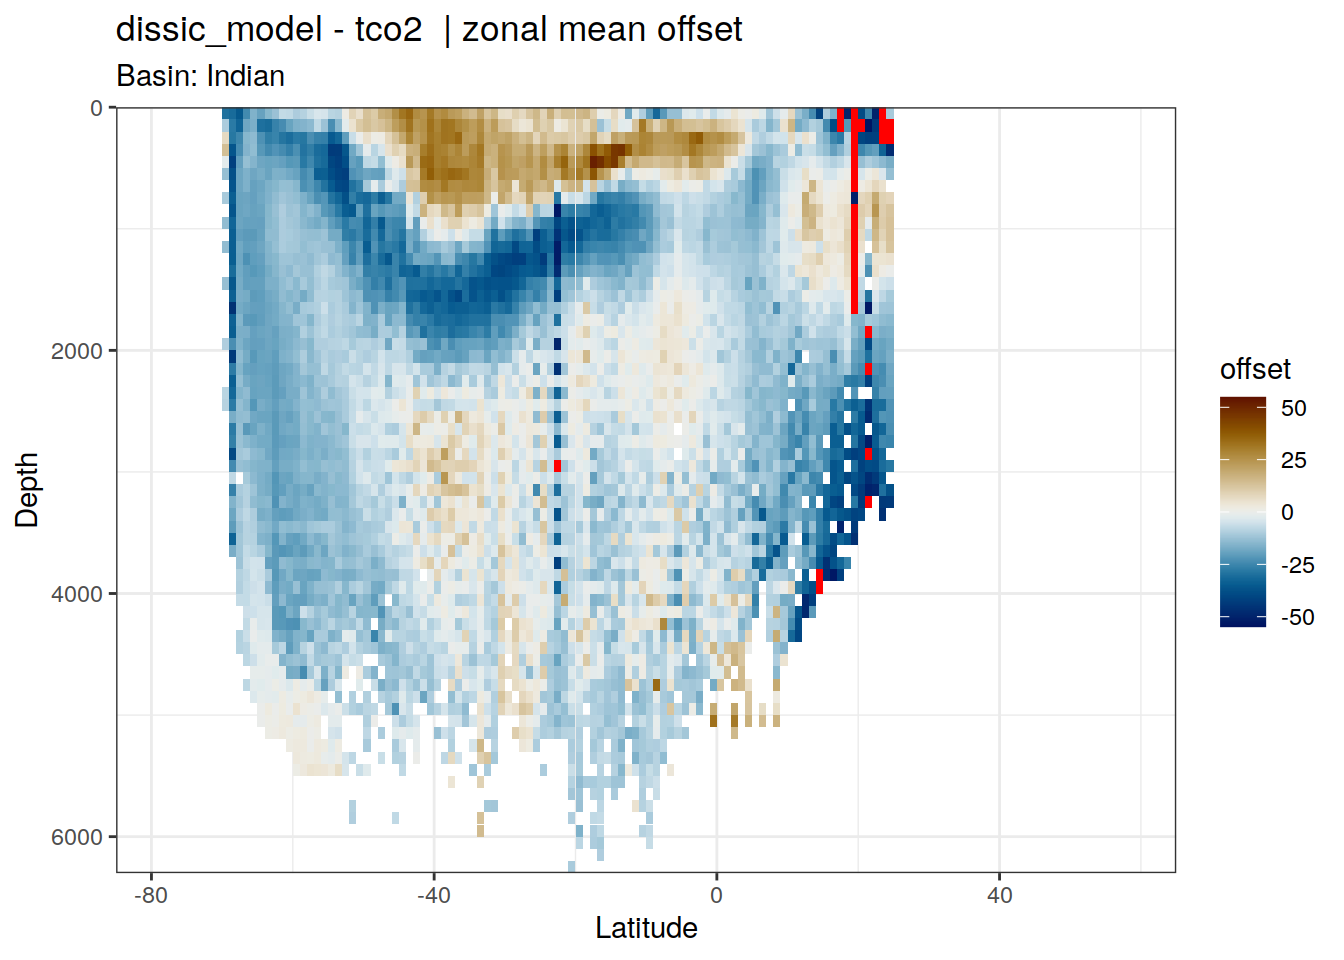 dissic_model - tco2 | zonal mean offset
Basin: Indian
0
2000
4000
6000
Depth
-80
-40
0
40
Latitude
offset
50
25
0
-25
-50